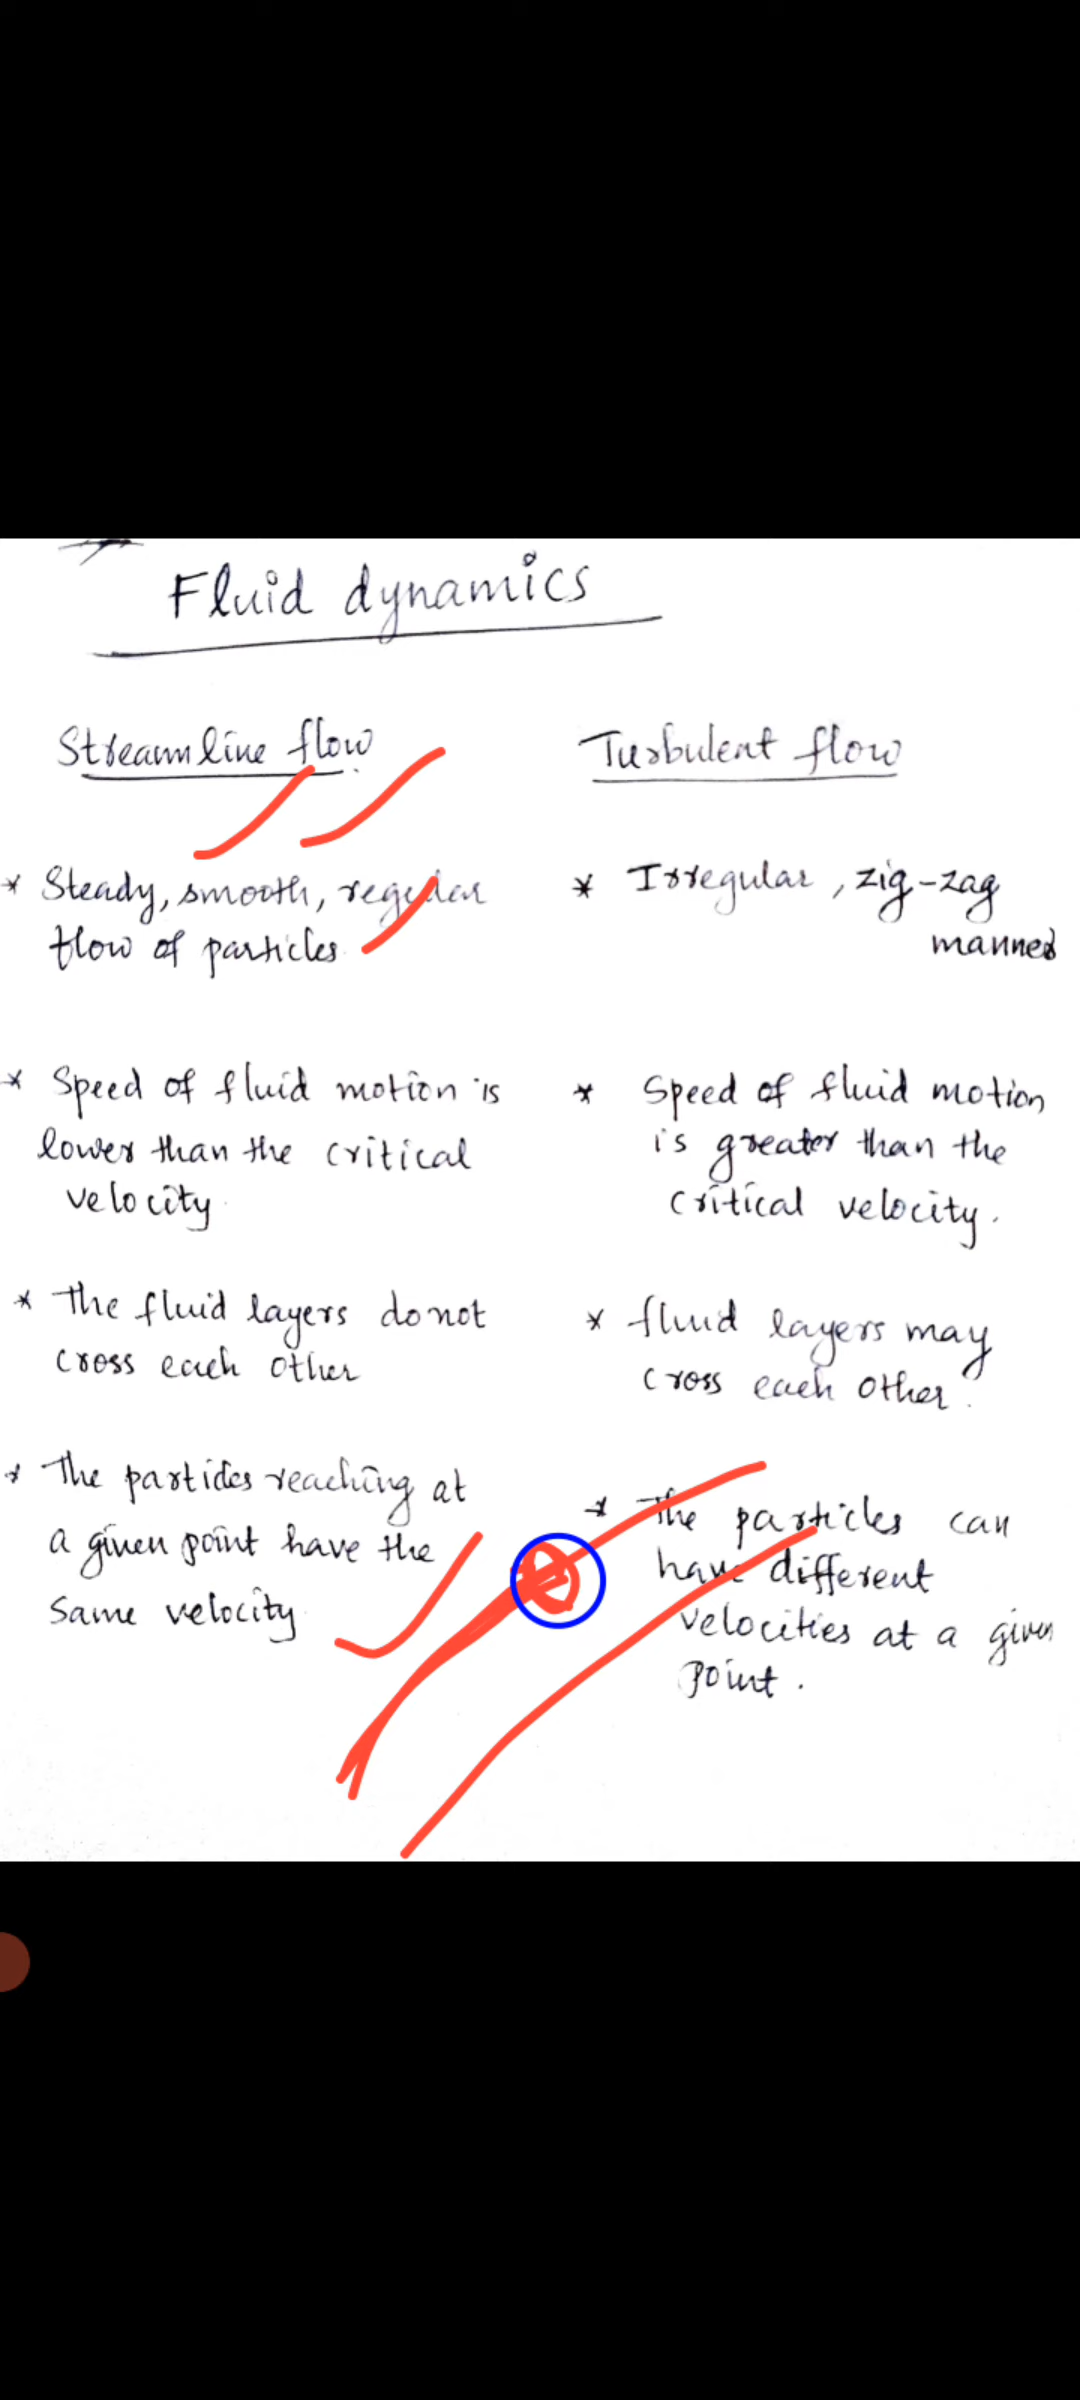 Fluid dynamics
Streamline flow
* Steady, smooth, regular
flow of particles.
* Speed of fluid motion is
lower than the critical
velocity.
* The fluid layers do not
cross each other
* The particles reaching at
a given point have the
same velocity
Turbulent flow
* Irregular, zig-zag
manner
* Speed of fluid motion
is greater than the
critical velocity.
* fluid layers may
cross each other.
* The particles can
have different
velocities at a given
point.